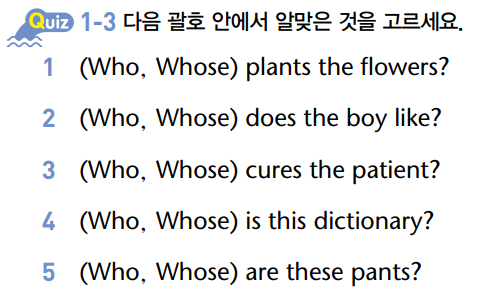 Quiz 1-3 다음 괄호 안에서 알맞은 것을 고르세요.
1 (Who, Whose) plants the flowers?
2 (Who, Whose) does the boy like?
3 (Who, Whose) cures the patient?
4 (Who, Whose) is this dictionary?
5 (Who, Whose) are these pants?